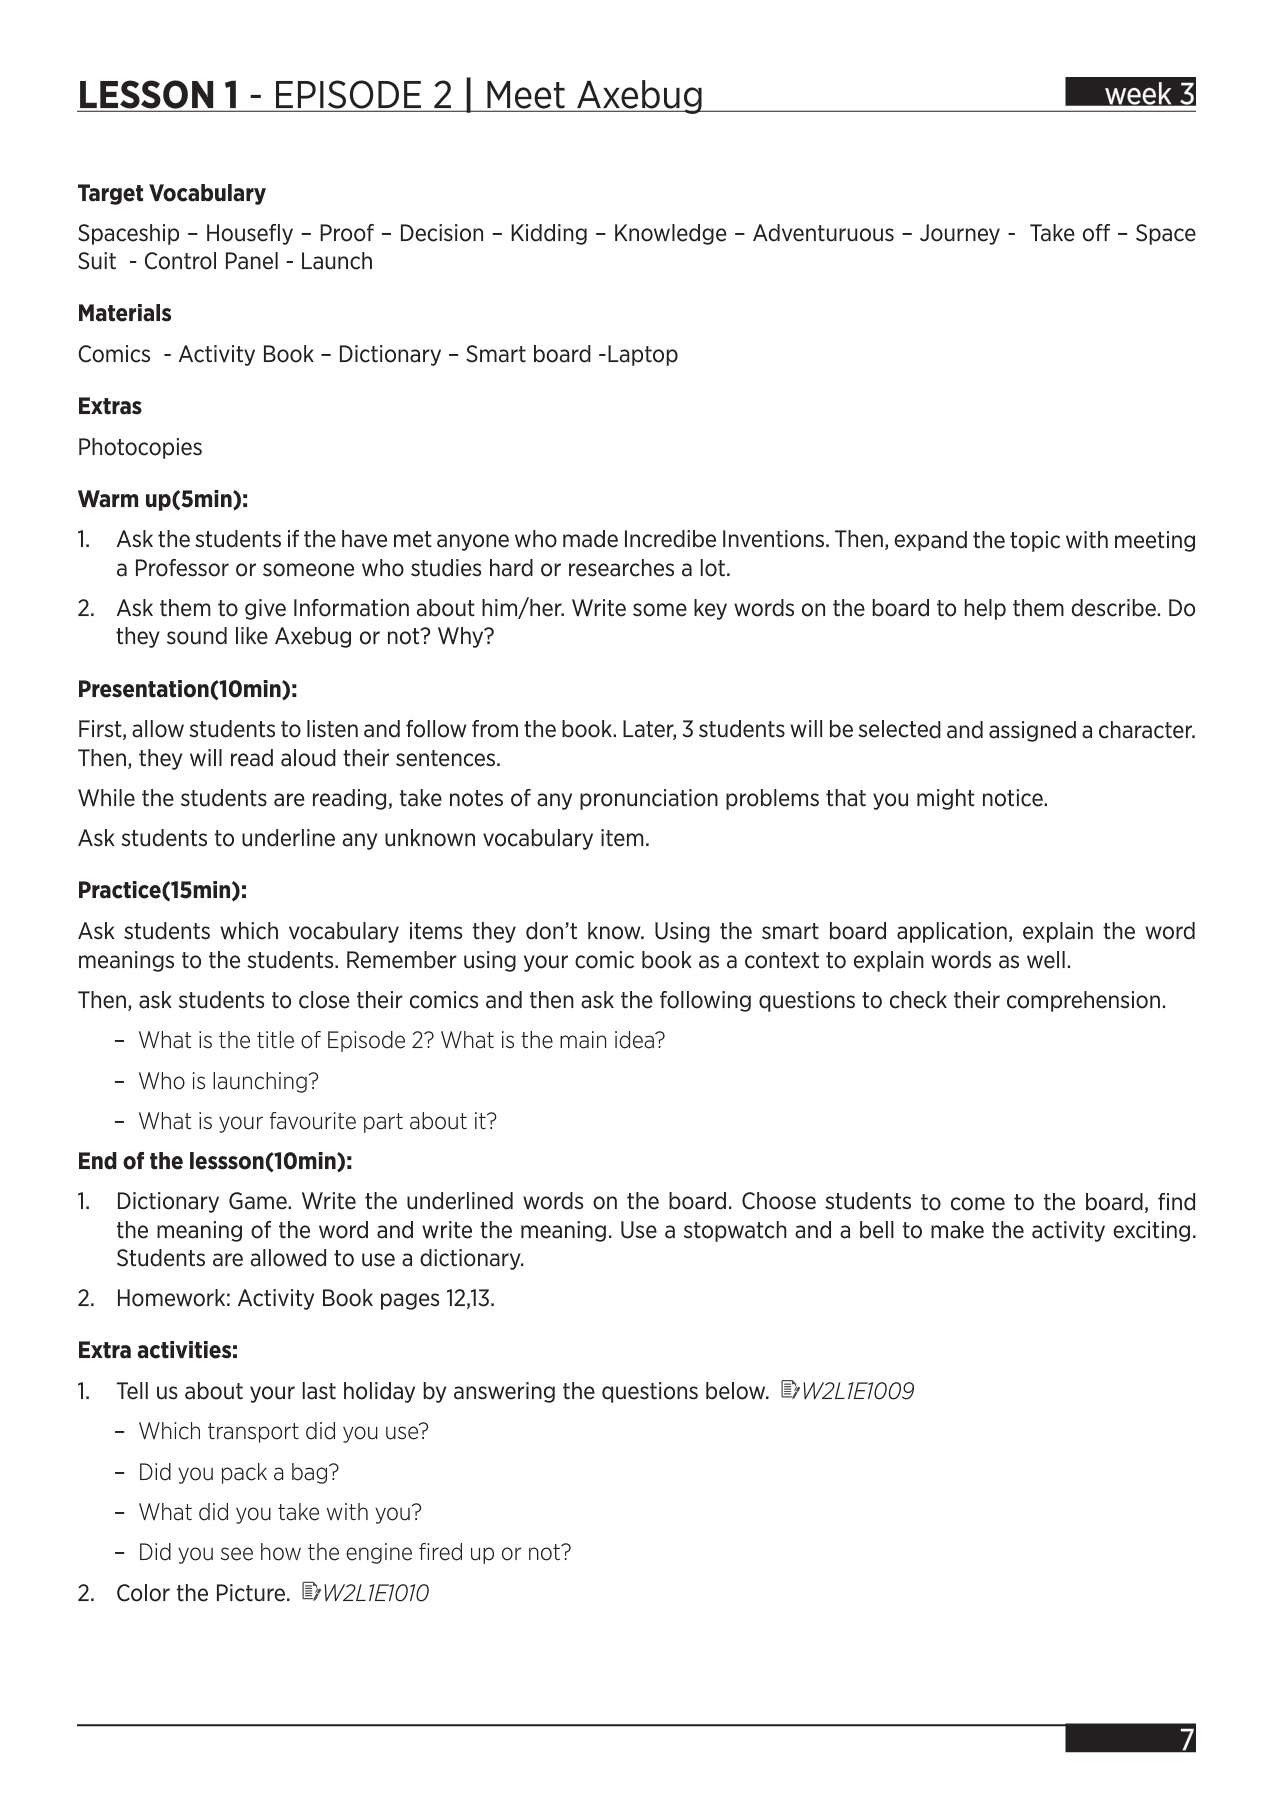 LESSON 1 - EPISODE 2 | Meet Axebug
week 3
Target Vocabulary
Spaceship – Housefly – Proof – Decision – Kidding – Knowledge – Adventuruous – Journey -  Take off – Space
Suit  - Control Panel - Launch
Materials
Comics  - Activity Book – Dictionary – Smart board -Laptop
Extras
Photocopies
Warm up(5min):
1. Ask the students if the have met anyone who made Incredibe Inventions. Then, expand the topic with meeting
a Professor or someone who studies hard or researches a lot.
2. Ask them to give Information about him/her. Write some key words on the board to help them describe. Do
they sound like Axebug or not? Why?
Presentation(10min):
First, allow students to listen and follow from the book. Later, 3 students will be selected and assigned a character.
Then, they will read aloud their sentences.
While the students are reading, take notes of any pronunciation problems that you might notice.
Ask students to underline any unknown vocabulary item.
Practice(15min):
Ask students which vocabulary items they don’t know. Using the smart board application, explain the word
meanings to the students. Remember using your comic book as a context to explain words as well.
Then, ask students to close their comics and then ask the following questions to check their comprehension.
– What is the title of Episode 2? What is the main idea?
– Who is launching?
– What is your favourite part about it?
End of the lessson(10min):
1. Dictionary Game. Write the underlined words on the board. Choose students to come to the board, find
the meaning of the word and write the meaning. Use a stopwatch and a bell to make the activity exciting.
Students are allowed to use a dictionary.
2. Homework: Activity Book pages 12,13.
Extra activities:
1. Tell us about your last holiday by answering the questions below. W2L1E1009
– Which transport did you use?
– Did you pack a bag?
– What did you take with you?
– Did you see how the engine fired up or not?
2. Color the Picture. W2L1E1010
7